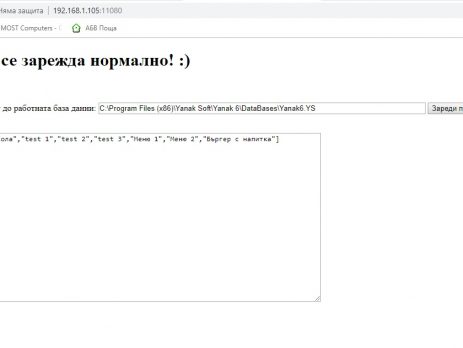 Няма защита | 192.168.1.105:11080
MOST Computers - А68 Поща
се зарежда нормално! :)
до работната база данни: C:\Program Files (x86)\Yanak Soft\Yanak 6\DataBases\Yanak6.YS Зареди
ола","test 1","test 2","test 3","Меню 1","Меню 2","Бъргер с напитка"]